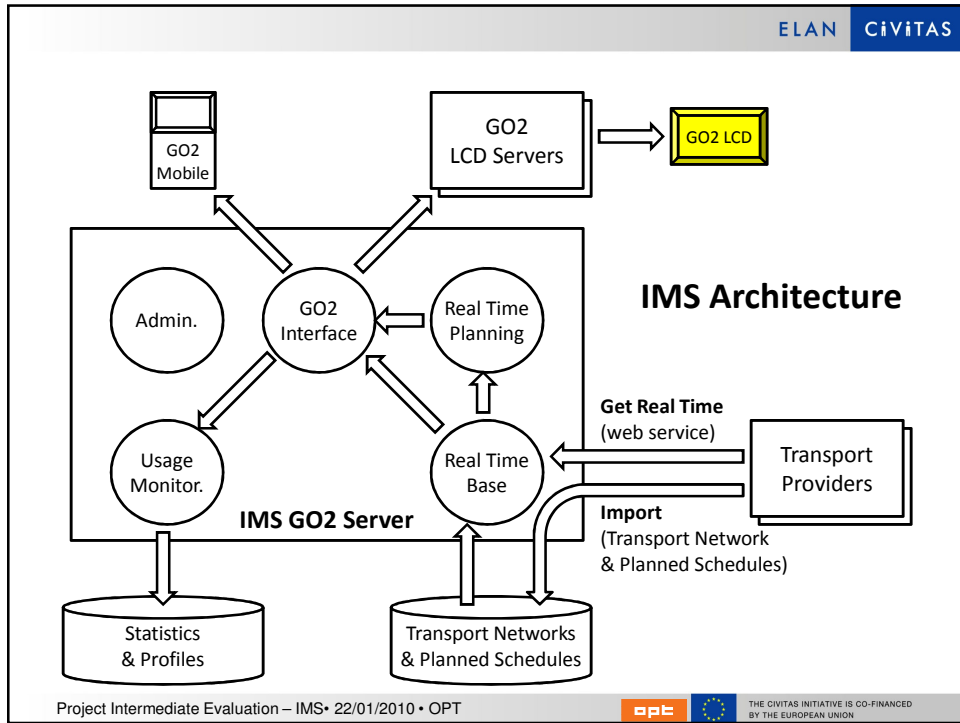 ELAN CiViTAS
GO2
Mobile
GO2
LCD Servers
GO2 LCD
IMS Architecture
Admin.
GO2
Interface
Real Time
Planning
Get Real Time
(web service)
Usage
Monitor.
Real Time
Base
Transport
Providers
IMS GO2 Server
Import
(Transport Network
& Planned Schedules)
Statistics
& Profiles
Transport Networks
& Planned Schedules
Project Intermediate Evaluation – IMS• 22/01/2010 • OPT
opt
THE CIVITAS INITIATIVE IS CO-FINANCED
BY THE EUROPEAN UNION